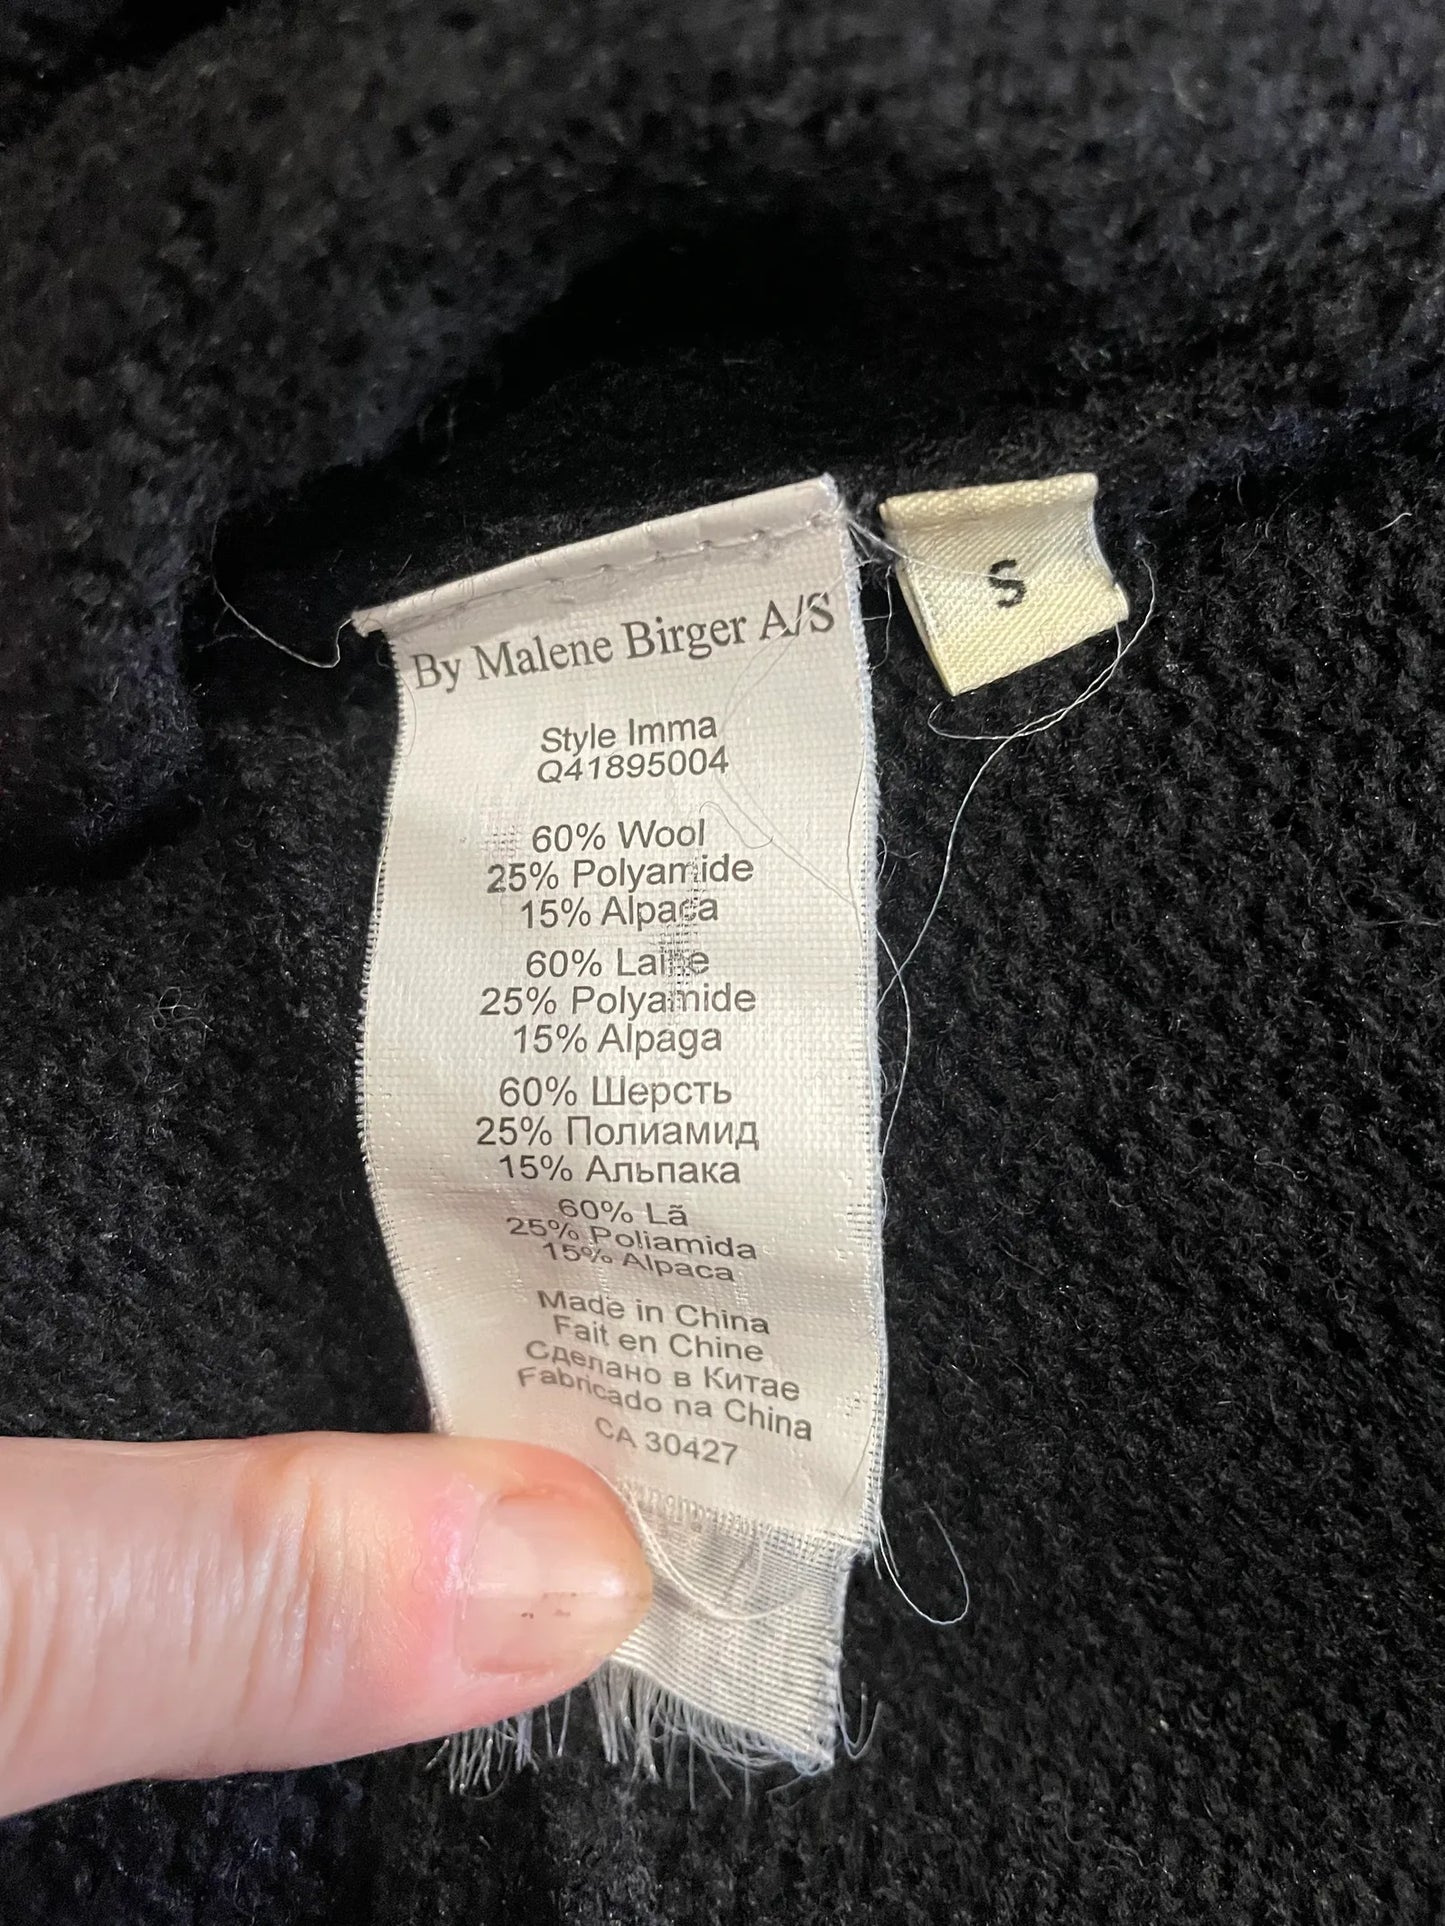 By Malene Birger A/S
S
Style Imma
Q41895004
60% Wool
25% Polyamide
15% Alpaca
60% Laine
25% Polyamide
15% Alpaga
60% Шерсть
25% Полиамид
15% Альпака
60% Lã
25% Poliamida
15% Alpaca
Made in China
Fait en Chine
Сделано в Китае
Fabricado na China
CA 30427